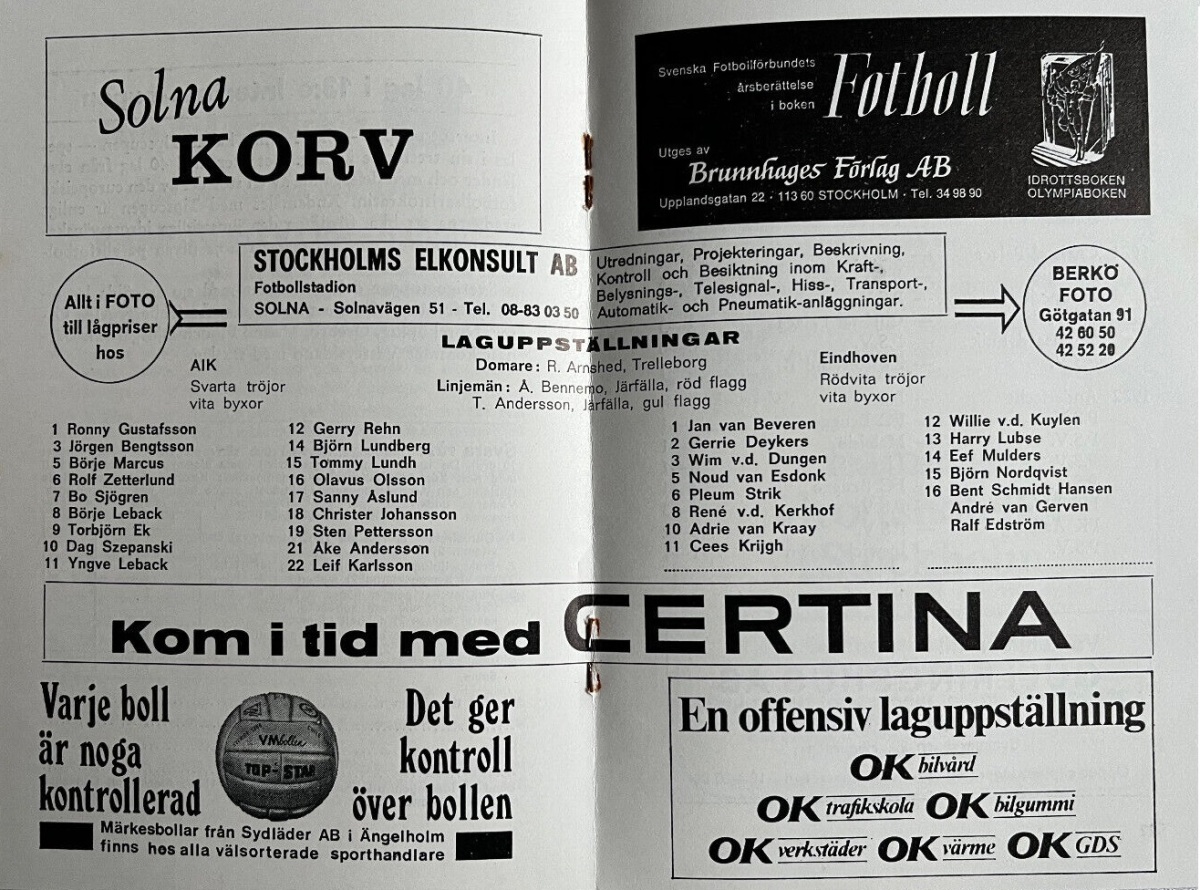 Solna
KORV
Svenska Fotbollförbundets
årsberättelse
i boken
Fotboll
Utges av
Brunnhages Förlag AB
Upplandsgatan 22 · 113 60 STOCKHOLM · Tel. 34 98 90
IDROTTSBOKEN
OLYMPIABOKEN
Allt i FOTO
till lågpriser
hos
STOCKHOLMS ELKONSULT AB
Fotbollstadion
SOLNA - Solnavägen 51 - Tel. 08-83 03 50
Utredningar, Projekteringar, Beskrivning,
Kontroll och Besiktning inom Kraft-,
Belysnings-, Telesignal-, Hiss-, Transport-,
Automatik- och Pneumatik-anläggningar.
BERKÖ
FOTO
Götgatan 91
42 60 50
42 52 20
LAGUPPSTÄLLNINGAR
Domare: R. Arnshed, Trelleborg
Linjemän: A. Bennemo, Järfälla, röd flagg
T. Andersson, Järfälla, gul flagg
AIK
Svarta tröjor
vita byxor
1 Ronny Gustafsson
3 Jörgen Bengtsson
5 Börje Marcus
6 Rolf Zetterlund
7 Bo Sjögren
8 Börje Leback
9 Torbjörn Ek
10 Dag Szepanski
11 Yngve Leback
12 Gerry Rehn
14 Björn Lundberg
15 Tommy Lundh
16 Olavus Olsson
17 Sanny Åslund
18 Christer Johansson
19 Sten Pettersson
21 Åke Andersson
22 Leif Karlsson
Eindhoven
Rödvita tröjor
vita byxor
1 Jan van Beveren
2 Gerrie Deykers
3 Wim v.d. Dungen
5 Noud van Esdonk
6 Pleum Strik
8 René v.d. Kerkhof
10 Adrie van Kraay
11 Cees Krijgh
12 Willie v.d. Kuylen
13 Harry Lubse
14 Eef Mulders
15 Björn Nordqvist
16 Bent Schmidt Hansen
André van Gerven
Ralf Edström
Kom i tid med CERTINA
Varje boll
är noga
kontrollerad
VMbollen
TOP-STAR
Det ger
kontroll
över bollen
Märkesbollar från Sydläder AB i Ängelholm
finns hos alla välsorterade sporthandlare
En offensiv laguppställning
OK bilvård
OK trafikskola OK bilgummi
OK verkstäder OK värme OK GDS